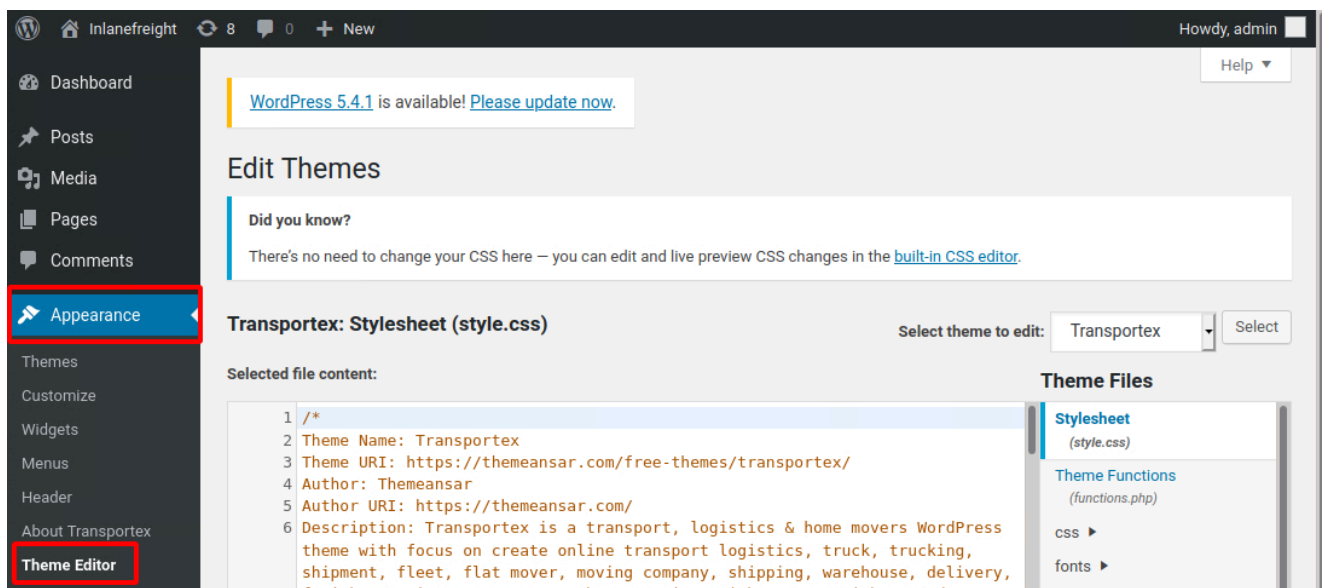 Inlanefreight 8 0 + New Howdy, admin
Help ▼
Dashboard
Posts
Media
Pages
Comments
Appearance
Themes
Customize
Widgets
Menus
Header
About Transportex
Theme Editor
WordPress 5.4.1 is available! Please update now.
Edit Themes
Did you know?
There's no need to change your CSS here — you can edit and live preview CSS changes in the built-in CSS editor.
Transportex: Stylesheet (style.css)
Select theme to edit: Transportex Select
Selected file content:
1 /*
2 Theme Name: Transportex
3 Theme URI: https://themeansar.com/free-themes/transportex/
4 Author: Themeansar
5 Author URI: https://themeansar.com/
6 Description: Transportex is a transport, logistics & home movers WordPress
theme with focus on create online transport logistics, truck, trucking,
shipment, fleet, flat mover, moving company, shipping, warehouse, delivery,
Theme Files
Stylesheet
(style.css)
Theme Functions
(functions.php)
css ▶
fonts ▶